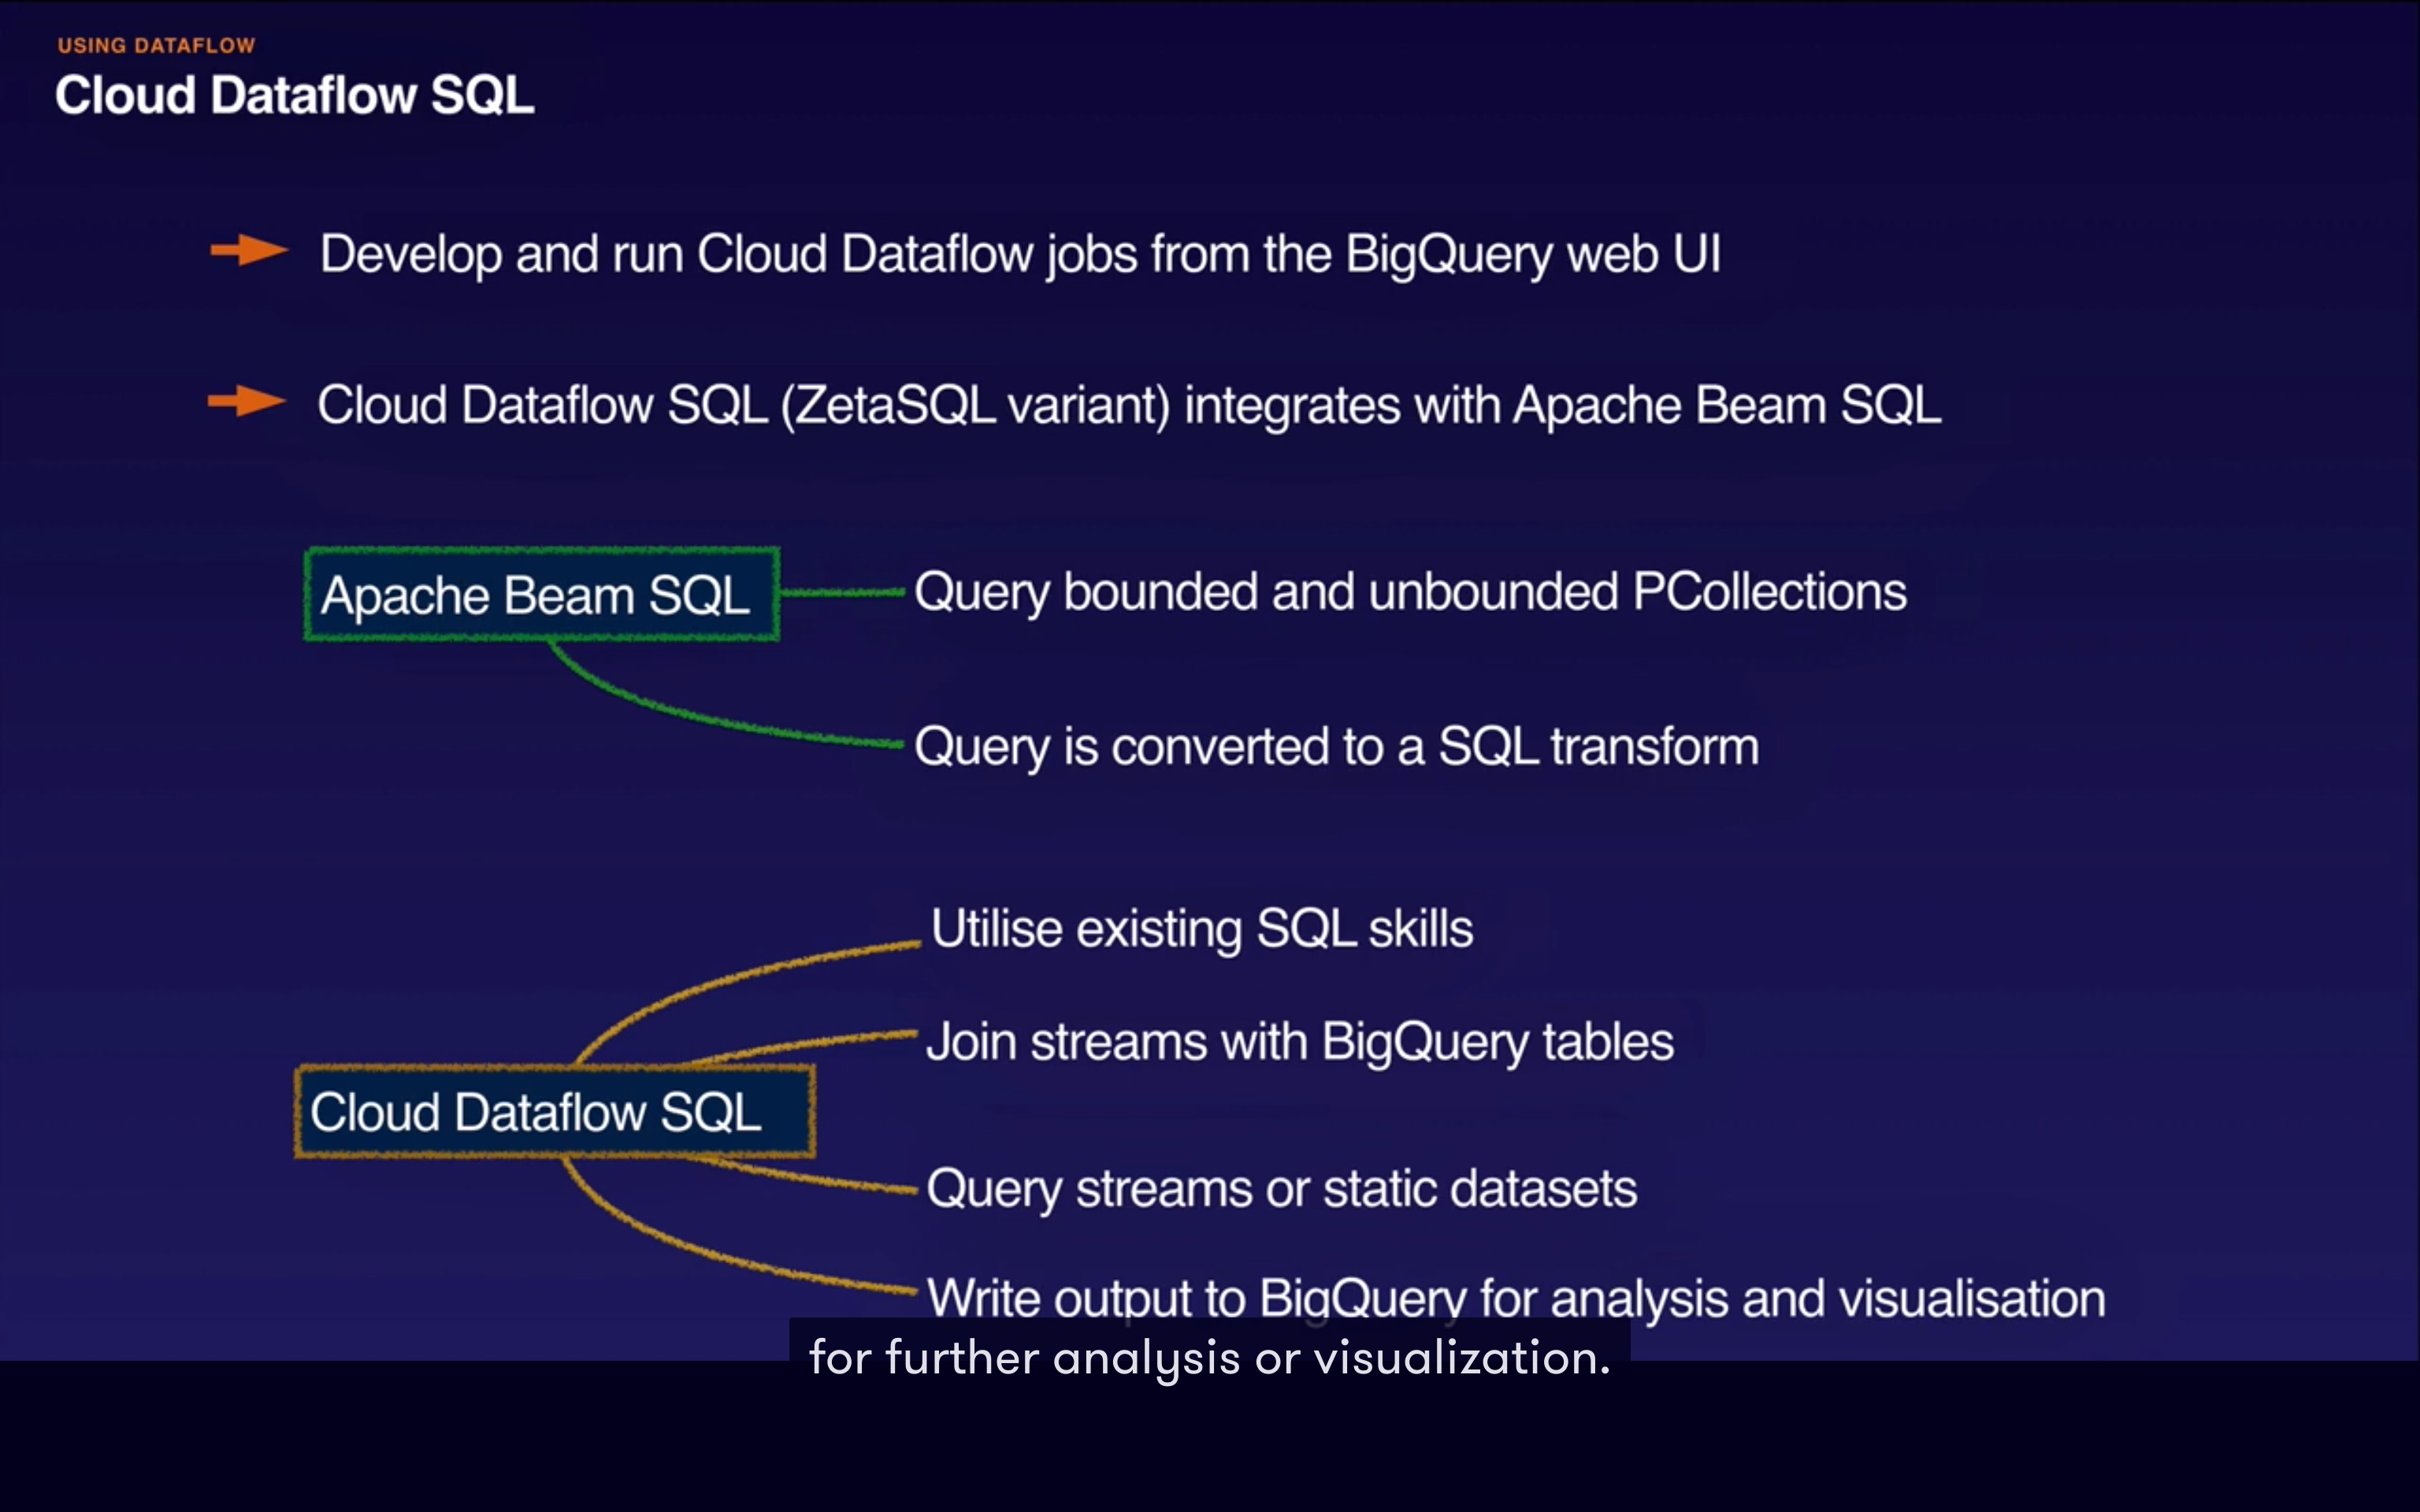 USING DATAFLOW
Cloud Dataflow SQL
Develop and run Cloud Dataflow jobs from the BigQuery web UI
Cloud Dataflow SQL (ZetaSQL variant) integrates with Apache Beam SQL
Apache Beam SQL
Query bounded and unbounded PCollections
Query is converted to a SQL transform
Utilise existing SQL skills
Join streams with BigQuery tables
Cloud Dataflow SQL
Query streams or static datasets
Write output to BigQuery for analysis and visualisation
for further analysis or visualization.